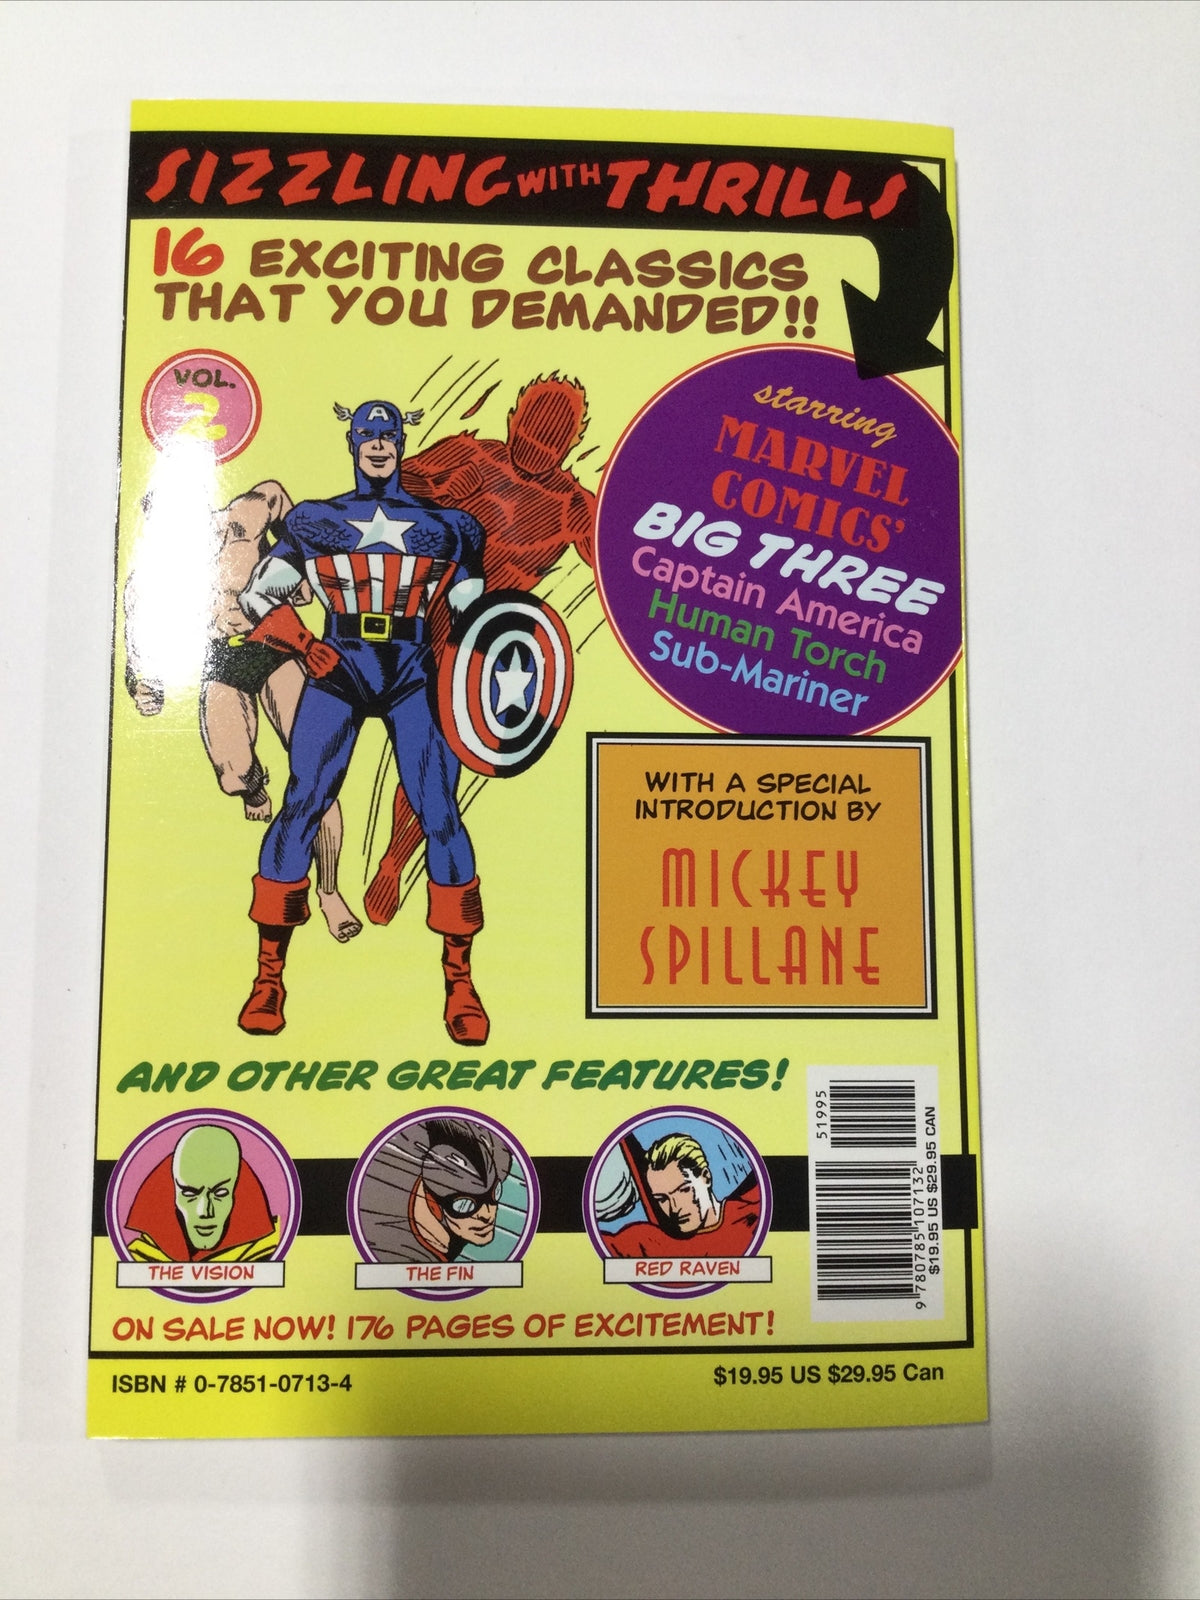 SIZZLING WITH THRILLS
16 EXCITING CLASSICS
THAT YOU DEMANDED!!
VOL.
2
A
starring
MARVEL
COMICS'
BIG THREE
Captain America
Human Torch
Sub-Mariner
WITH A SPECIAL
INTRODUCTION BY
MICKEY
SPILLANE
AND OTHER GREAT FEATURES!
THE VISION
THE FIN
RED RAVEN
51995
9 780785 107132
$19.95 US $29.95 CAN
ON SALE NOW! 176 PAGES OF EXCITEMENT!
ISBN # 0-7851-0713-4
$19.95 US $29.95 Can